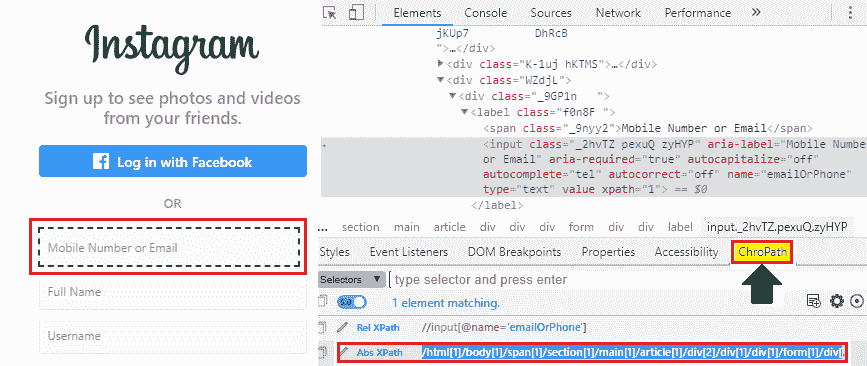 Instagram
Sign up to see photos and videos
from your friends.
Log in with Facebook
OR
Mobile Number or Email
Full Name
Username
Elements Console Sources Network Performance »
jKUp7 DhRcB
">…</div>
<div class="K-1uj hKTMS">…</div>
<div class="WZdjL">
<div class="_9GP1n ">
<label class="f0n8F ">
<span class="_9nyy2">Mobile Number or Email</span>
<input class="_2hvTZ pexuQ zyHYP" aria-label="Mobile Number
or Email" aria-required="true" autocapitalize="off"
autocomplete="tel" autocorrect="off" name="emailOrPhone"
type="text" value xpath="1"> == $0
</label>
... section main article div div div form div div label input._2hvTZ.pexuQ.zyHYP
Styles Event Listeners DOM Breakpoints Properties Accessibility ChroPath
Selectors type selector and press enter
5.0 1 element matching.
Rel XPath //input[@name='emailOrPhone']
Abs XPath /html[1]/body[1]/span[1]/section[1]/main[1]/article[1]/div[2]/div[1]/div[1]/form[1]/div[